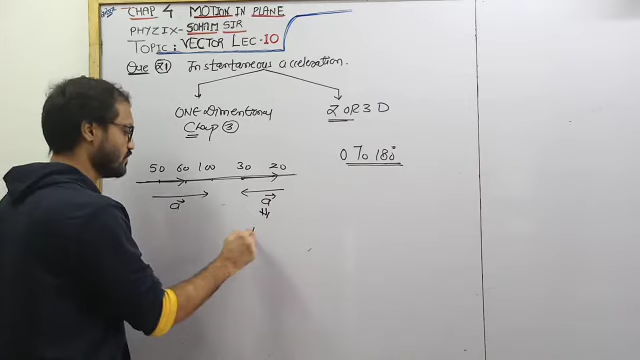 CHAP 4 MOTION IN PLANE
PHYZIX - SOHAM SIR
TOPIC : VECTOR LEC-10
Que 21 Instantaneous acceleration.
ONE Dimentional
Chap 3
2 OR 3 D
0 TO 180°
50 60 100 30 20
a a